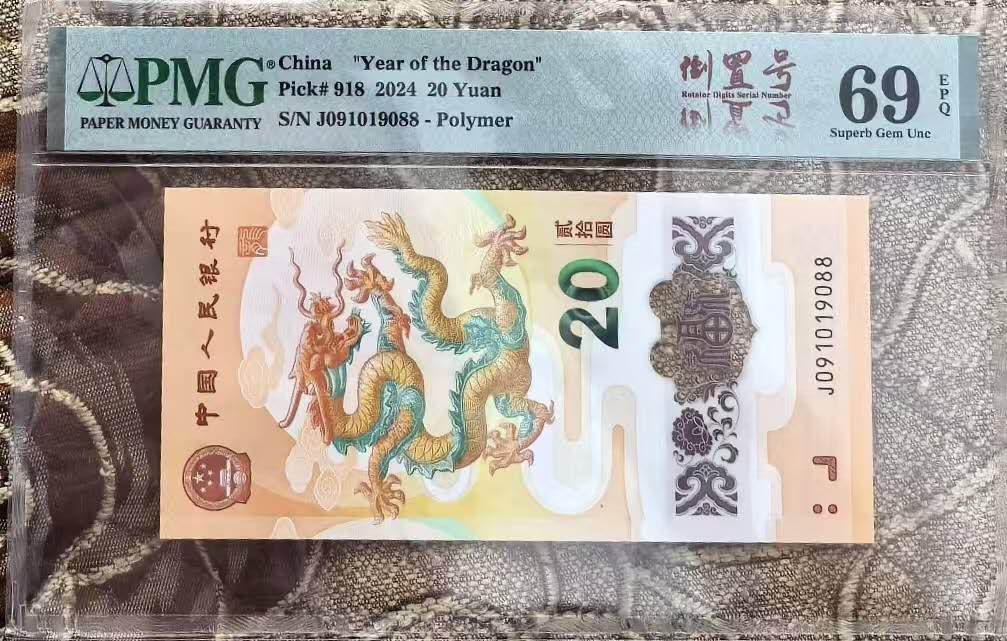 PMG®
PAPER MONEY GUARANTY
China "Year of the Dragon"
Pick# 918 2024 20 Yuan
S/N J091019088 - Polymer
倒置号
Rotator Digits Serial Number
69
EPQ
Superb Gem Unc
中国人民银行
贰拾圆
20
J091019088